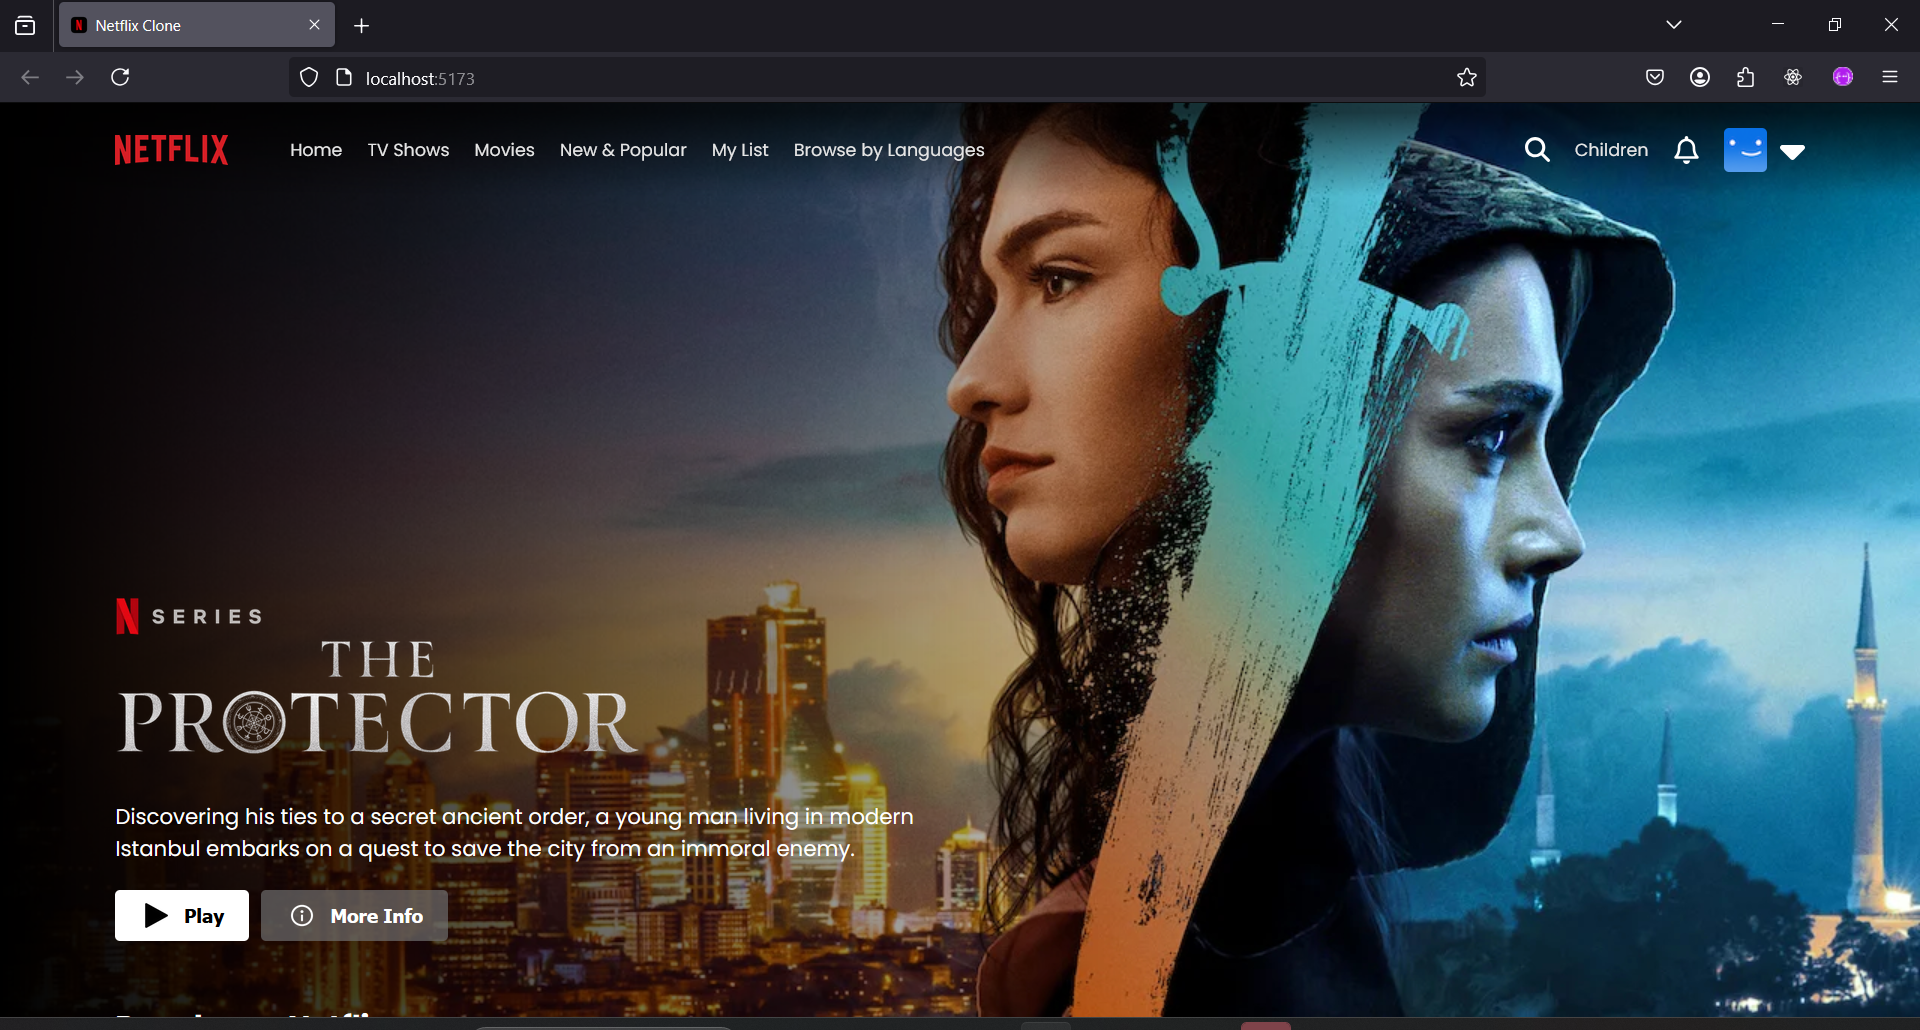 Netflix Clone
localhost:5173
NETFLIX
Home TV Shows Movies New & Popular My List Browse by Languages
Children
N SERIES
THE
PROTECTOR
Discovering his ties to a secret ancient order, a young man living in modern
Istanbul embarks on a quest to save the city from an immoral enemy.
Play More Info